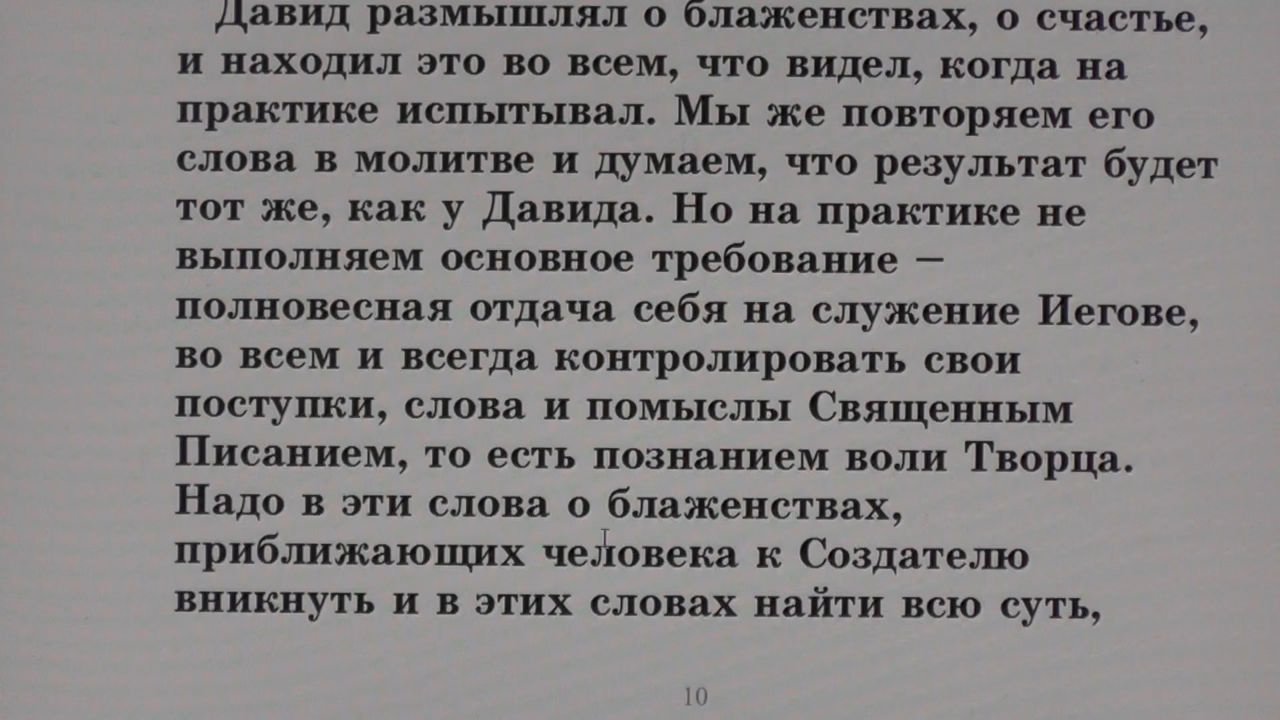 Давид размышлял о блаженствах, о счастье,
и находил это во всем, что видел, когда на
практике испытывал. Мы же повторяем его
слова в молитве и думаем, что результат будет
тот же, как у Давида. Но на практике не
выполняем основное требование –
полновесная отдача себя на служение Иегове,
во всем и всегда контролировать свои
поступки, слова и помыслы Священным
Писанием, то есть познанием воли Творца.
Надо в эти слова о блаженствах,
приближающих человека к Создателю
вникнуть и в этих словах найти всю суть,
10